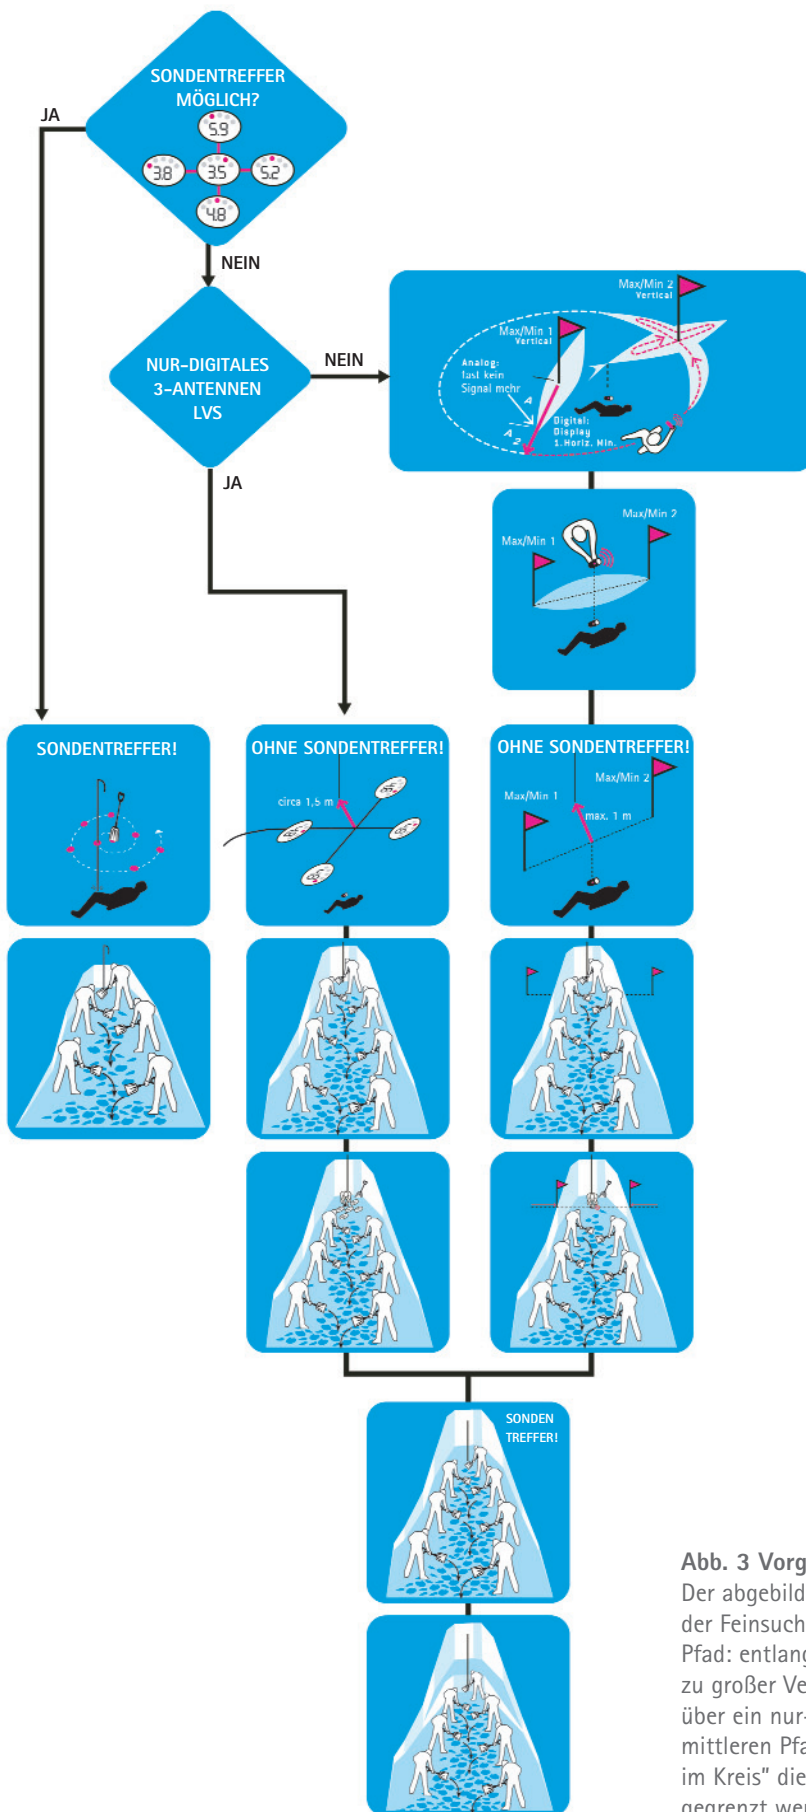 SONDENTREFFER
MÖGLICH?
JA
5.9
3.8
3.5
5.2
4.8
NEIN
NUR-DIGITALES
3-ANTENNEN
LVS
NEIN
JA
Max/Min 2
Vertical
Max/Min 1
Vertical
Analog:
fast kein
Signal mehr
A
A 2
Digital:
Display
1.Horiz. Min.
Max/Min 2
Max/Min 1
SONDENTREFFER!
OHNE SONDENTREFFER!
circa 1,5 m
OHNE SONDENTREFFER!
Max/Min 2
Max/Min 1
max. 1 m
SONDEN
TREFFER!
Abb. 3 Vorg
Der abgebild
der Feinsuch
Pfad: entlang
zu großer Ve
über ein nur-
mittleren Pfa
im Kreis" die
gegrenzt wer